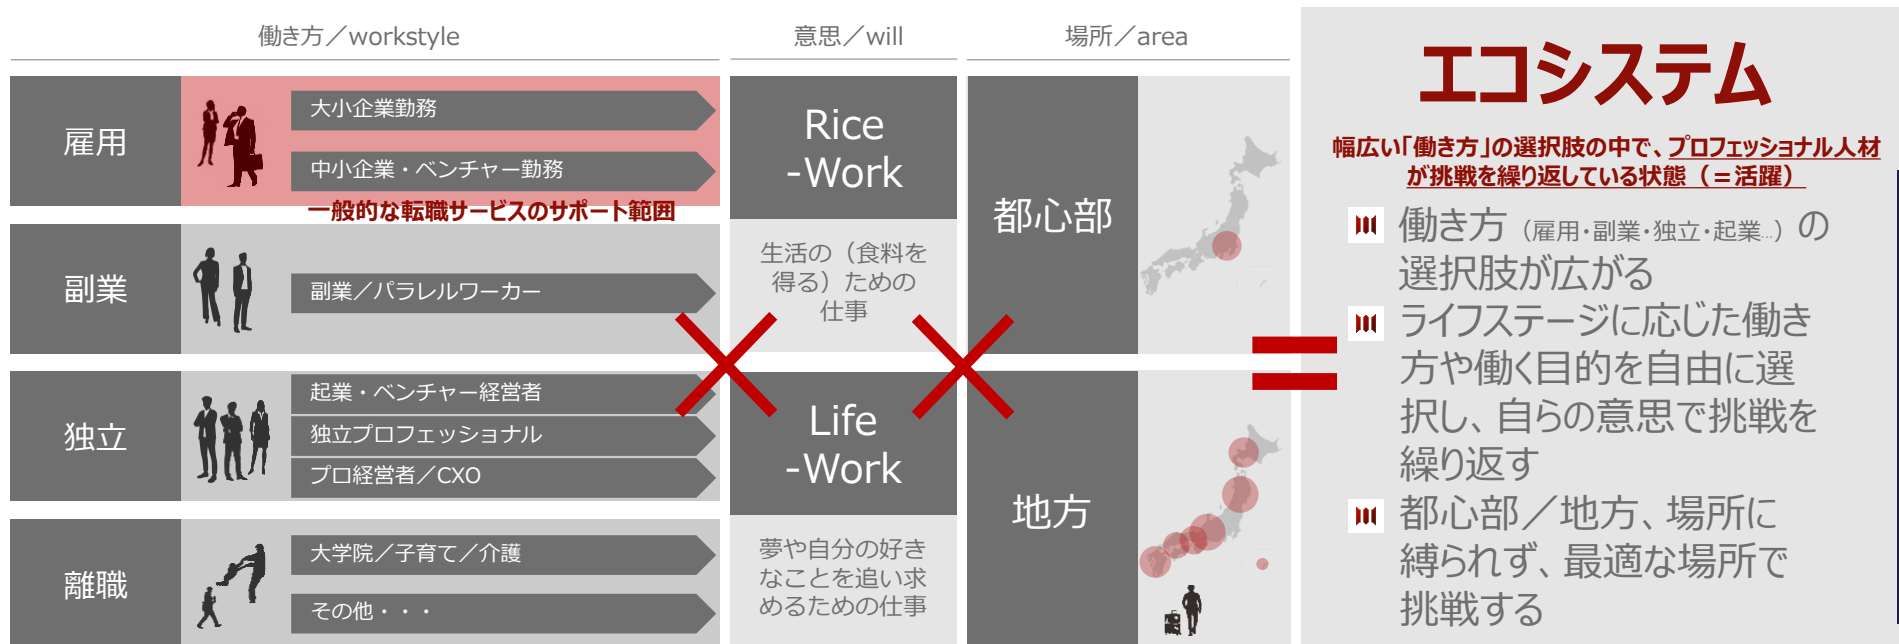 働き方／workstyle
意思／will
場所／area
雇用
大小企業勤務
中小企業・ベンチャー勤務
一般的な転職サービスのサポート範囲
副業
副業／パラレルワーカー
独立
起業・ベンチャー経営者
独立プロフェッショナル
プロ経営者／CXO
離職
大学院／子育て／介護
その他・・・
Rice
-Work
生活の（食料を
得る）ための
仕事
Life
-Work
夢や自分の好き
なことを追い求
めるための仕事
都心部
地方
エコシステム
幅広い「働き方」の選択肢の中で、プロフェッショナル人材
が挑戦を繰り返している状態（＝活躍）
働き方（雇用・副業・独立・起業…）の
選択肢が広がる
ライフステージに応じた働き
方や働く目的を自由に選
択し、自らの意思で挑戦を
繰り返す
都心部／地方、場所に
縛られず、最適な場所で
挑戦する